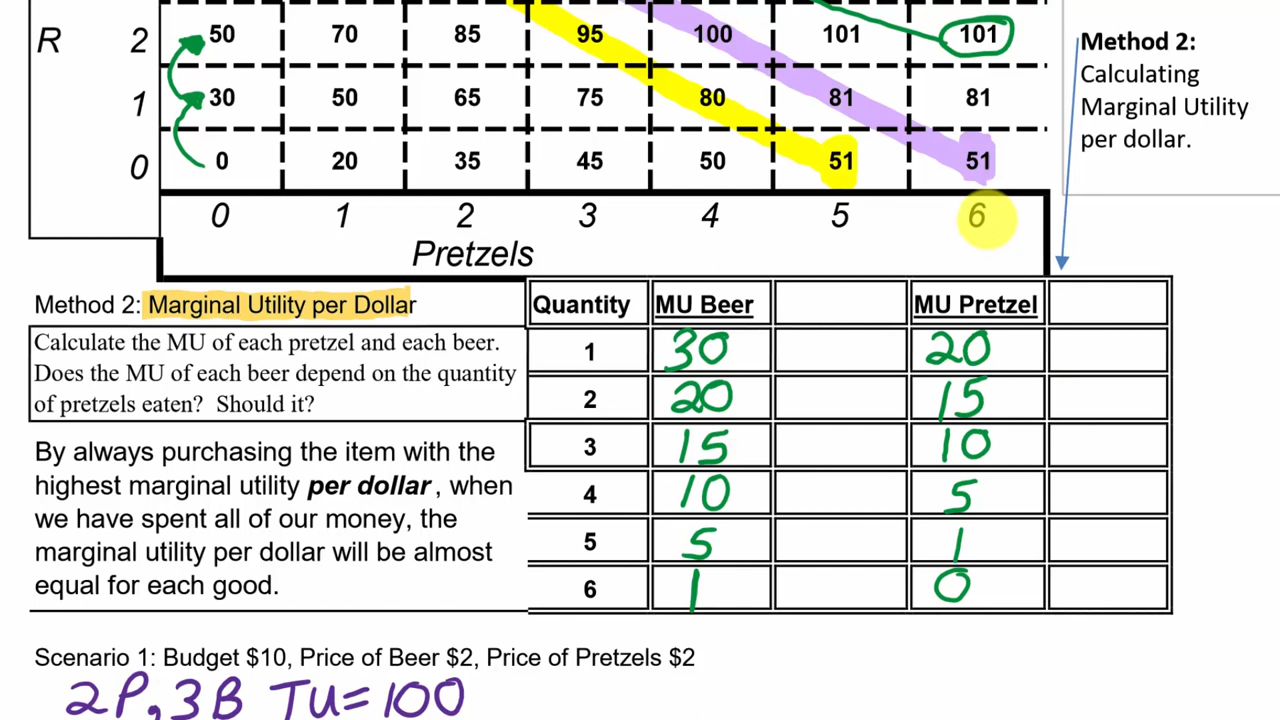 R 2 50 70 85 95 100 101 101
1 30 50 65 75 80 81 81
0 0 20 35 45 50 51 51
0 1 2 3 4 5 6
Pretzels
Method 2:
Calculating
Marginal Utility
per dollar.
Method 2: Marginal Utility per Dollar
Calculate the MU of each pretzel and each beer.
Does the MU of each beer depend on the quantity
of pretzels eaten? Should it?
By always purchasing the item with the
highest marginal utility per dollar, when
we have spent all of our money, the
marginal utility per dollar will be almost
equal for each good.
Quantity MU Beer MU Pretzel
1 30 20
2 20 15
3 15 10
4 10 5
5 5 1
6 1 0
Scenario 1: Budget $10, Price of Beer $2, Price of Pretzels $2
2P, 3B TU=100